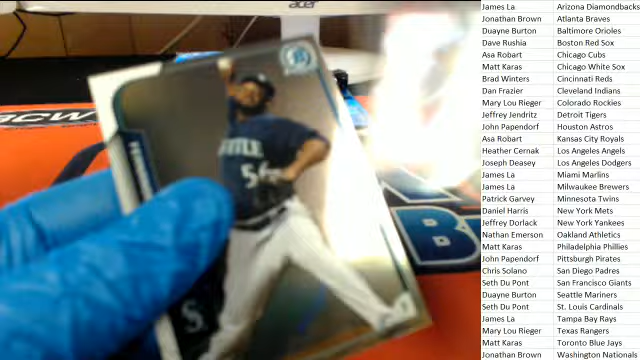 acer
BCW
B
S
James La Arizona Diamondbacks
Jonathan Brown Atlanta Braves
Duayne Burton Baltimore Orioles
Dave Rushia Boston Red Sox
Asa Robart Chicago Cubs
Matt Karas Chicago White Sox
Brad Winters Cincinnati Reds
Dan Frazier Cleveland Indians
Mary Lou Rieger Colorado Rockies
Jeffrey Jendritz Detroit Tigers
John Papendorf Houston Astros
Asa Robart Kansas City Royals
Heather Cernak Los Angeles Angels
Joseph Deasey Los Angeles Dodgers
James La Miami Marlins
James La Milwaukee Brewers
Patrick Garvey Minnesota Twins
Daniel Harris New York Mets
Jeffrey Dorlack New York Yankees
Nathan Emerson Oakland Athletics
Matt Karas Philadelphia Phillies
John Papendorf Pittsburgh Pirates
Chris Solano San Diego Padres
Seth Du Pont San Francisco Giants
Duayne Burton Seattle Mariners
Seth Du Pont St. Louis Cardinals
James La Tampa Bay Rays
Mary Lou Rieger Texas Rangers
Matt Karas Toronto Blue Jays
Jonathan Brown Washington Nationals